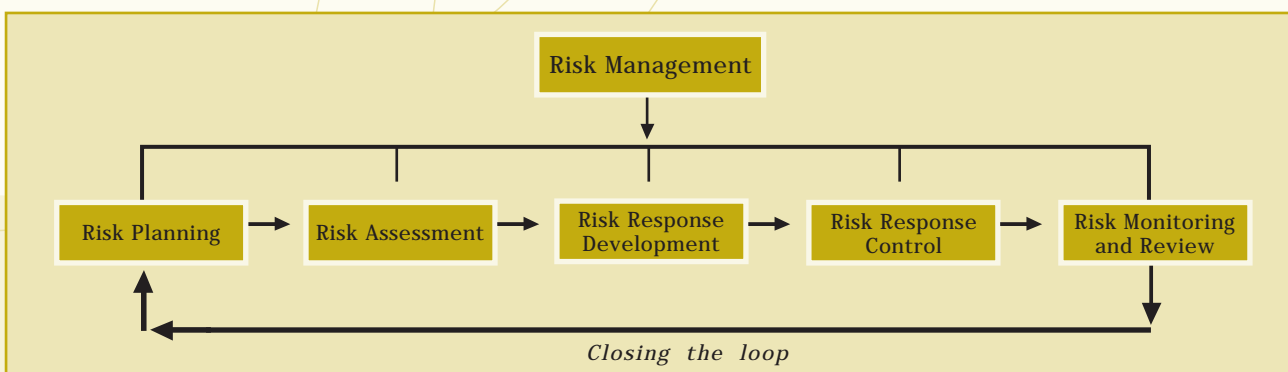 Risk Management
Risk Planning
Risk Assessment
Risk Response
Development
Risk Response
Control
Risk Monitoring
and Review
Closing the loop